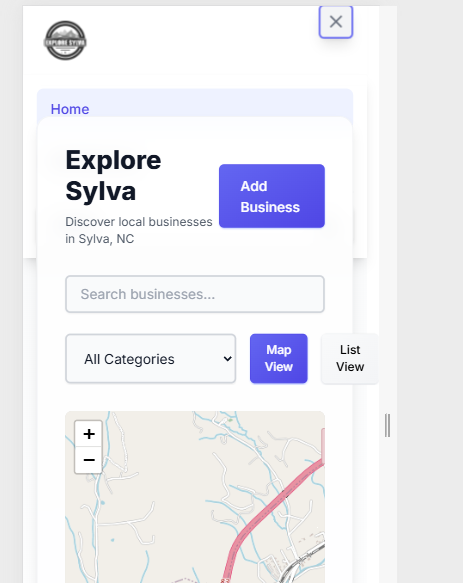 EXPLORE SYLVA
Home
Explore
Sylva
Add
Business
Discover local businesses
in Sylva, NC
Search businesses...
All Categories
Map
View
List
View
+
−